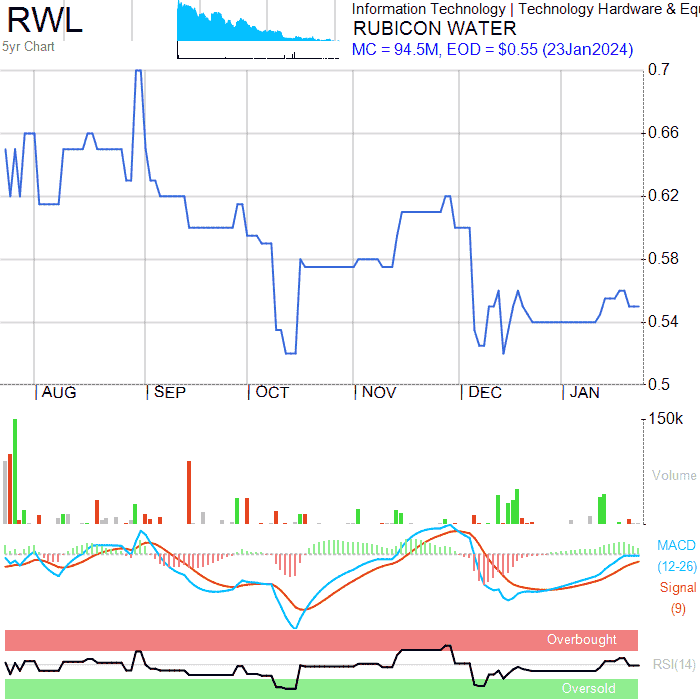 RWL
5yr Chart
Information Technology | Technology Hardware & Equ
RUBICON WATER
MC = 94.5M, EOD = $0.55 (23Jan2024)
0.7
0.66
0.62
0.58
0.54
0.5
AUG SEP OCT NOV DEC JAN
150k
Volume
MACD
(12-26)
Signal
(9)
Overbought
RSI(14)
Oversold